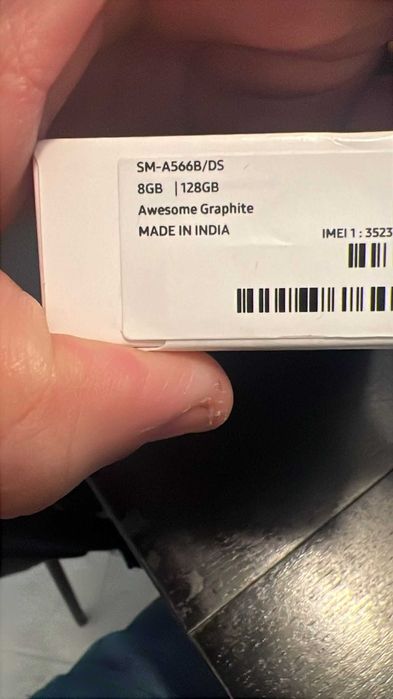 SM-A566B/DS
8GB | 128GB
Awesome Graphite
MADE IN INDIA
IMEI 1 : 3523